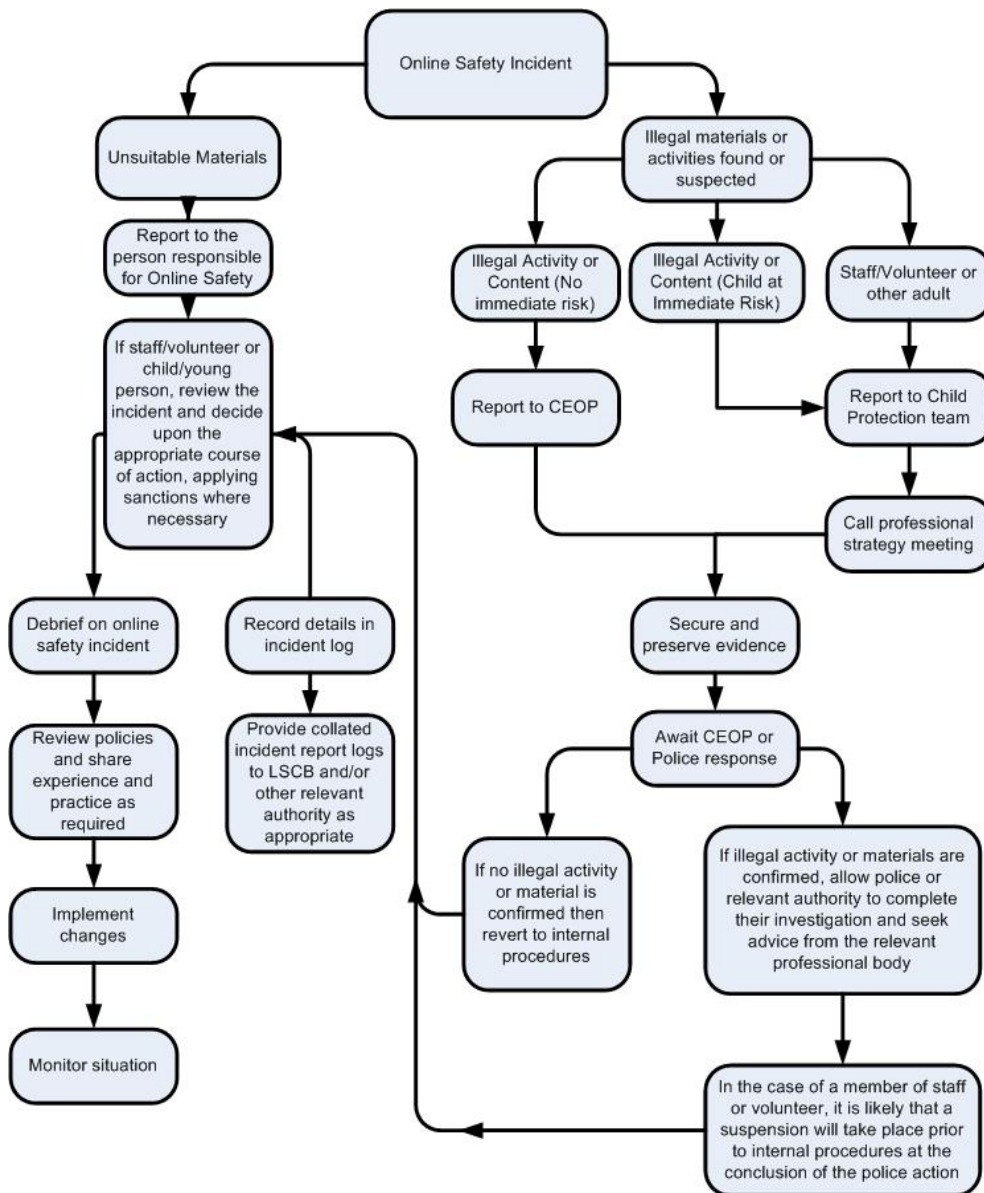 Online Safety Incident
Unsuitable Materials
Report to the
person responsible
for Online Safety
If staff/volunteer or
child/young
person, review the
incident and decide
upon the
appropriate course
of action, applying
sanctions where
necessary
Debrief on online
safety incident
Review policies
and share
experience and
practice as
required
Implement
changes
Monitor situation
Record details in
incident log
Provide collated
incident report logs
to LSCB and/or
other relevant
authority as
appropriate
Illegal materials or
activities found or
suspected
Illegal Activity or
Content (No
immediate risk)
Illegal Activity or
Content (Child at
Immediate Risk)
Staff/Volunteer or
other adult
Report to CEOP
Report to Child
Protection team
Call professional
strategy meeting
Secure and
preserve evidence
Await CEOP or
Police response
If no illegal activity
or material is
confirmed then
revert to internal
procedures
If illegal activity or materials are
confirmed, allow police or
relevant authority to complete
their investigation and seek
advice from the relevant
professional body
In the case of a member of staff
or volunteer, it is likely that a
suspension will take place prior
to internal procedures at the
conclusion of the police action